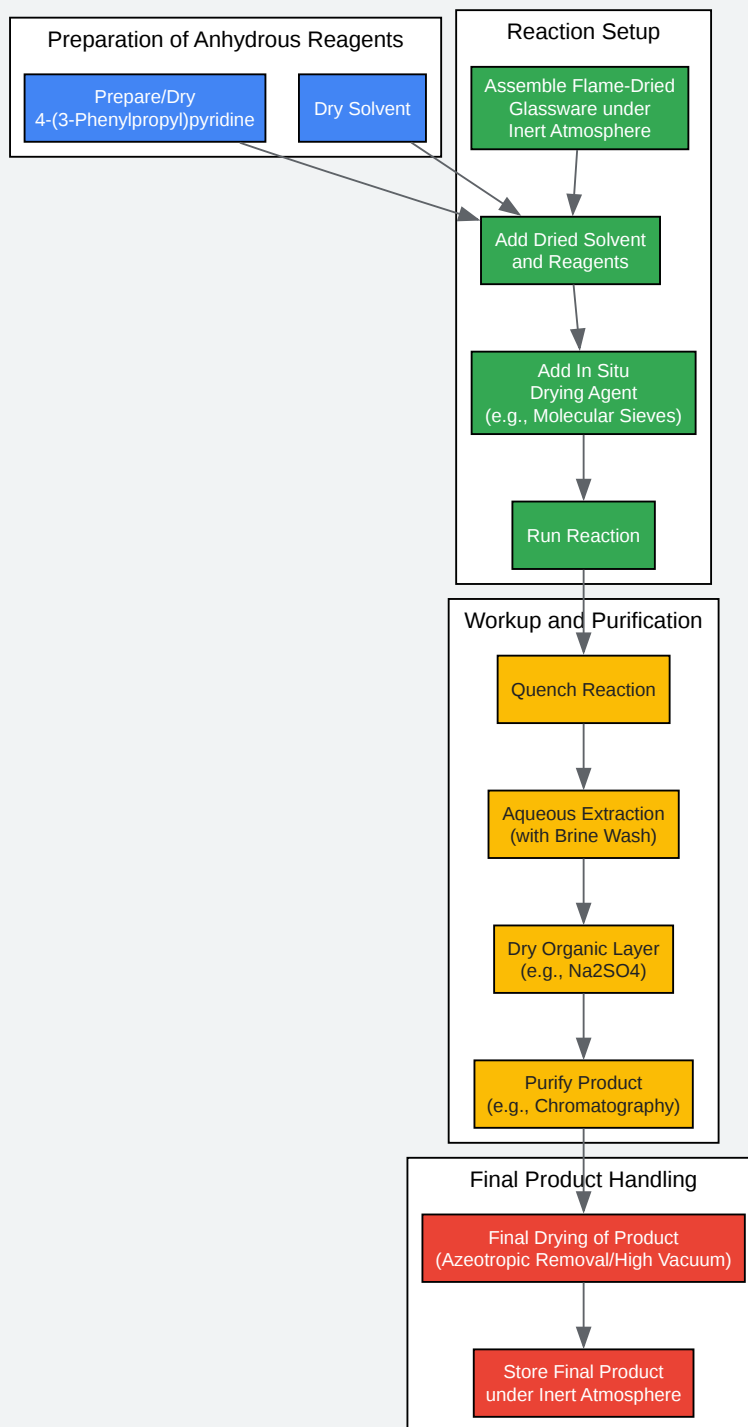 Preparation of Anhydrous Reagents
Prepare/Dry
4-(3-Phenylpropyl)pyridine
Dry Solvent
Reaction Setup
Assemble Flame-Dried
Glassware under
Inert Atmosphere
Add Dried Solvent
and Reagents
Add In Situ
Drying Agent
(e.g., Molecular Sieves)
Run Reaction
Workup and Purification
Quench Reaction
Aqueous Extraction
(with Brine Wash)
Dry Organic Layer
(e.g., Na2SO4)
Purify Product
(e.g., Chromatography)
Final Product Handling
Final Drying of Product
(Azeotropic Removal/High Vacuum)
Store Final Product
under Inert Atmosphere